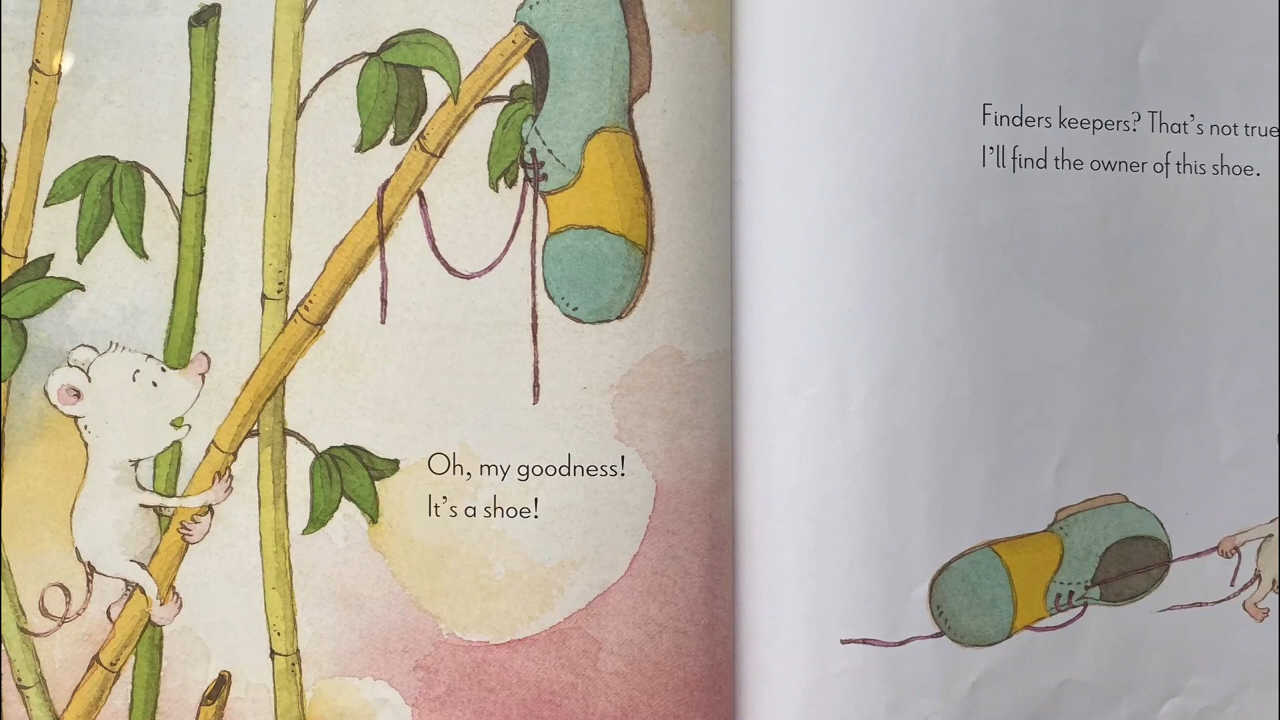 Oh, my goodness!
It's a shoe!
Finders keepers? That's not true
I'll find the owner of this shoe.